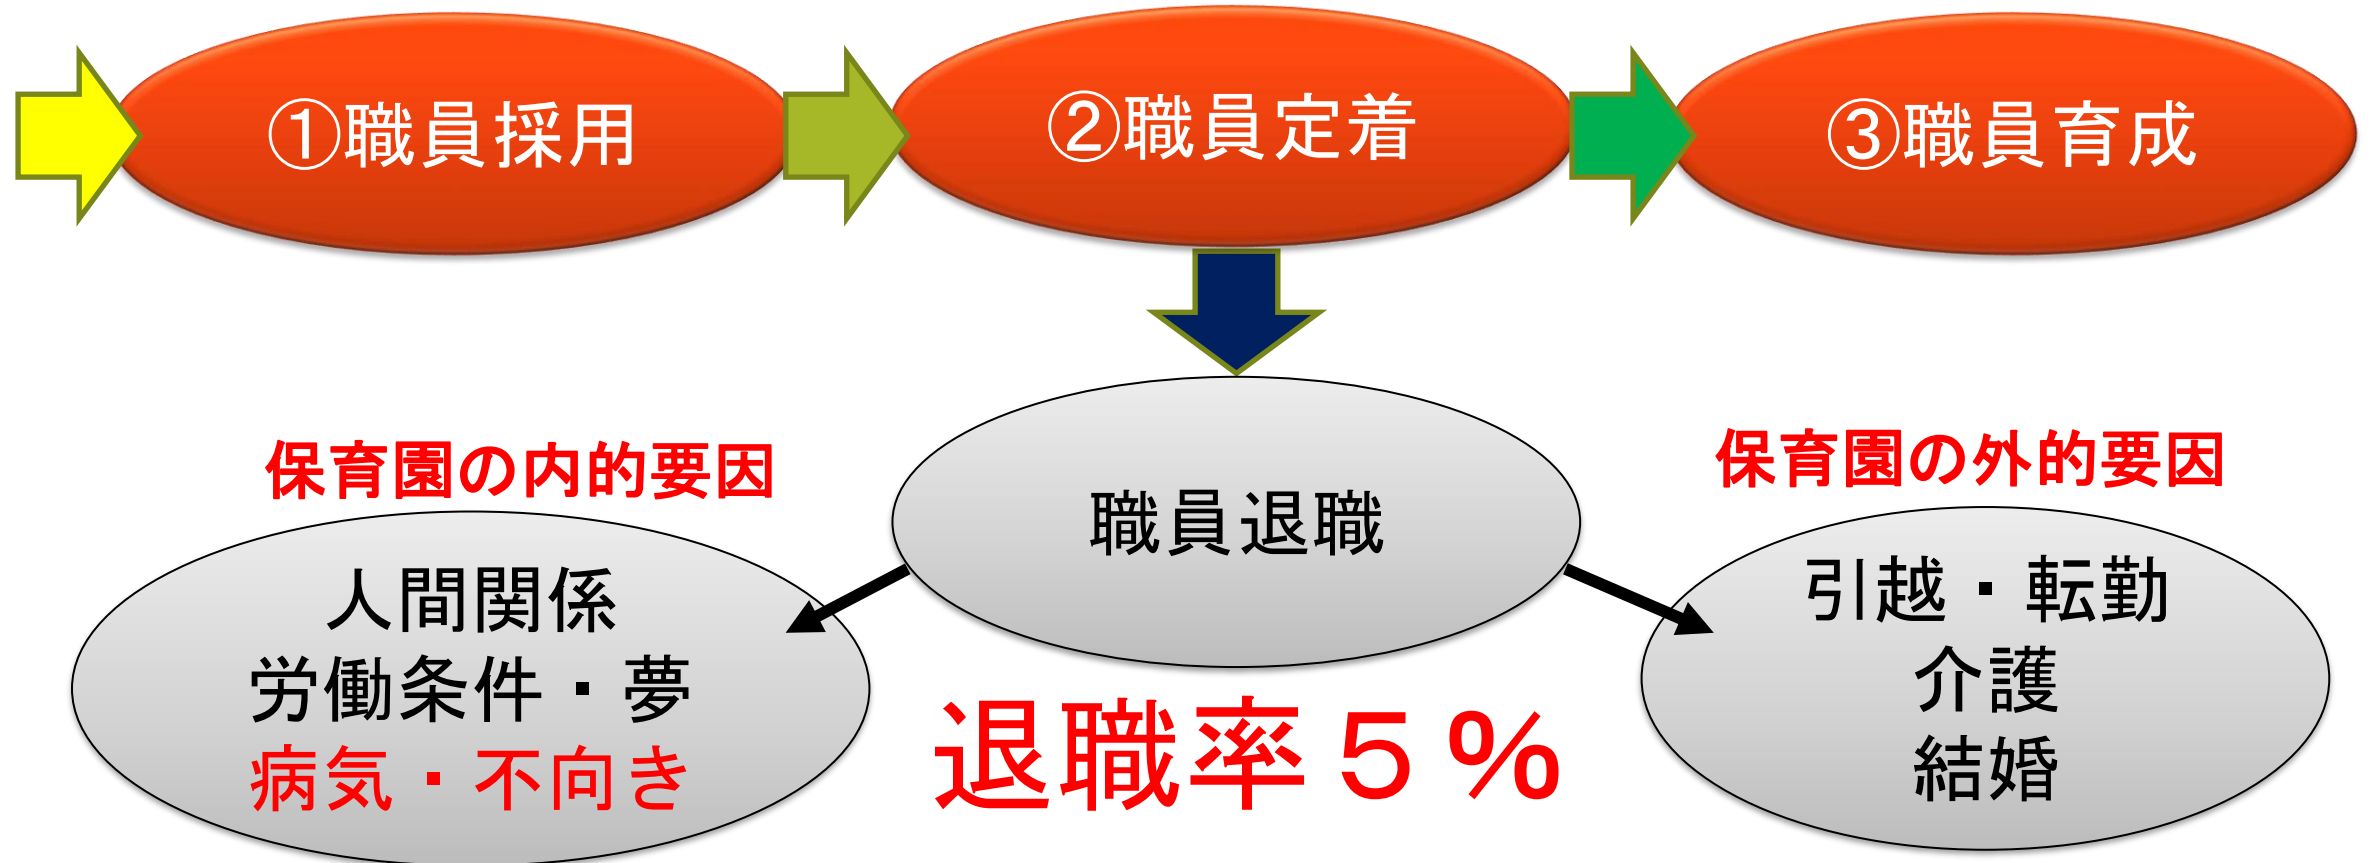 ①職員採用
②職員定着
③職員育成
保育園の内的要因
保育園の外的要因
職員退職
人間関係
労働条件・夢
病気・不向き
引越・転勤
介護
結婚
退職率５％